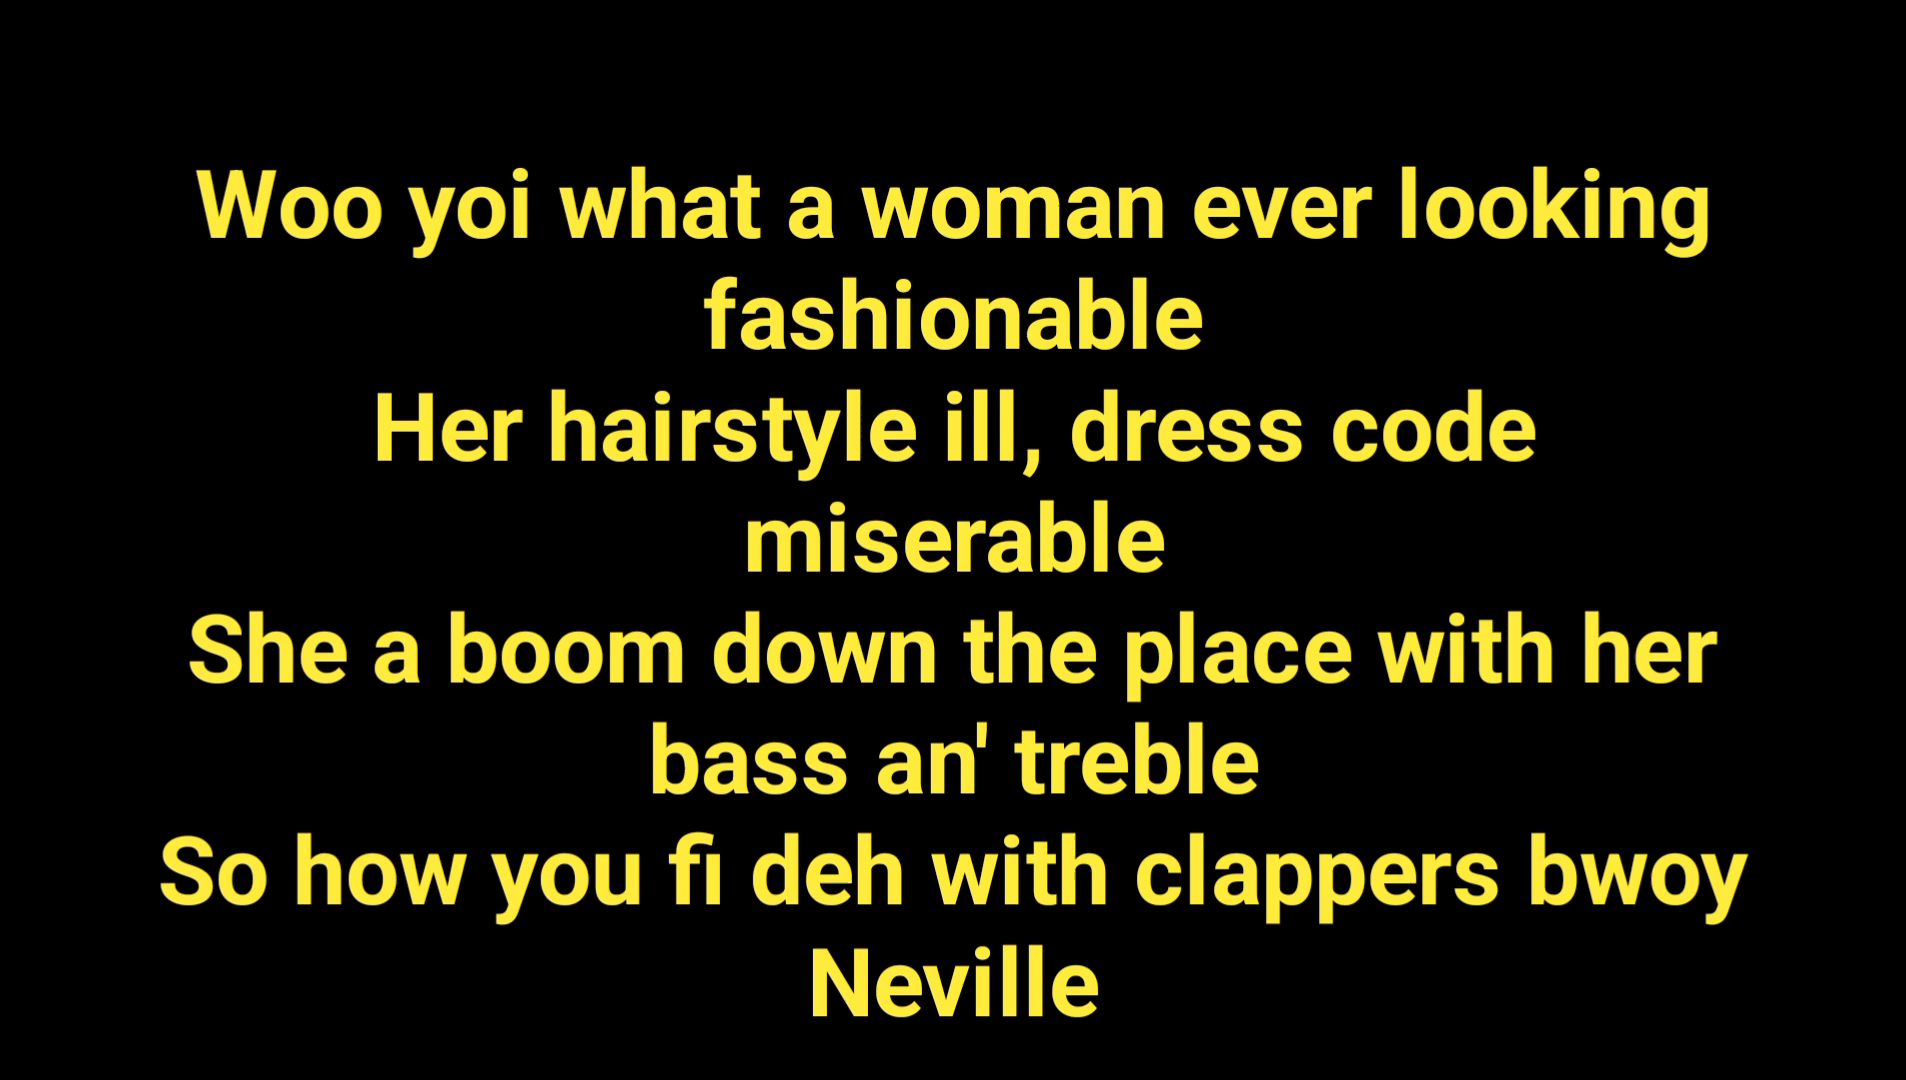 Woo yoi what a woman ever looking
fashionable
Her hairstyle ill, dress code
miserable
She a boom down the place with her
bass an' treble
So how you fi deh with clappers bwoy
Neville